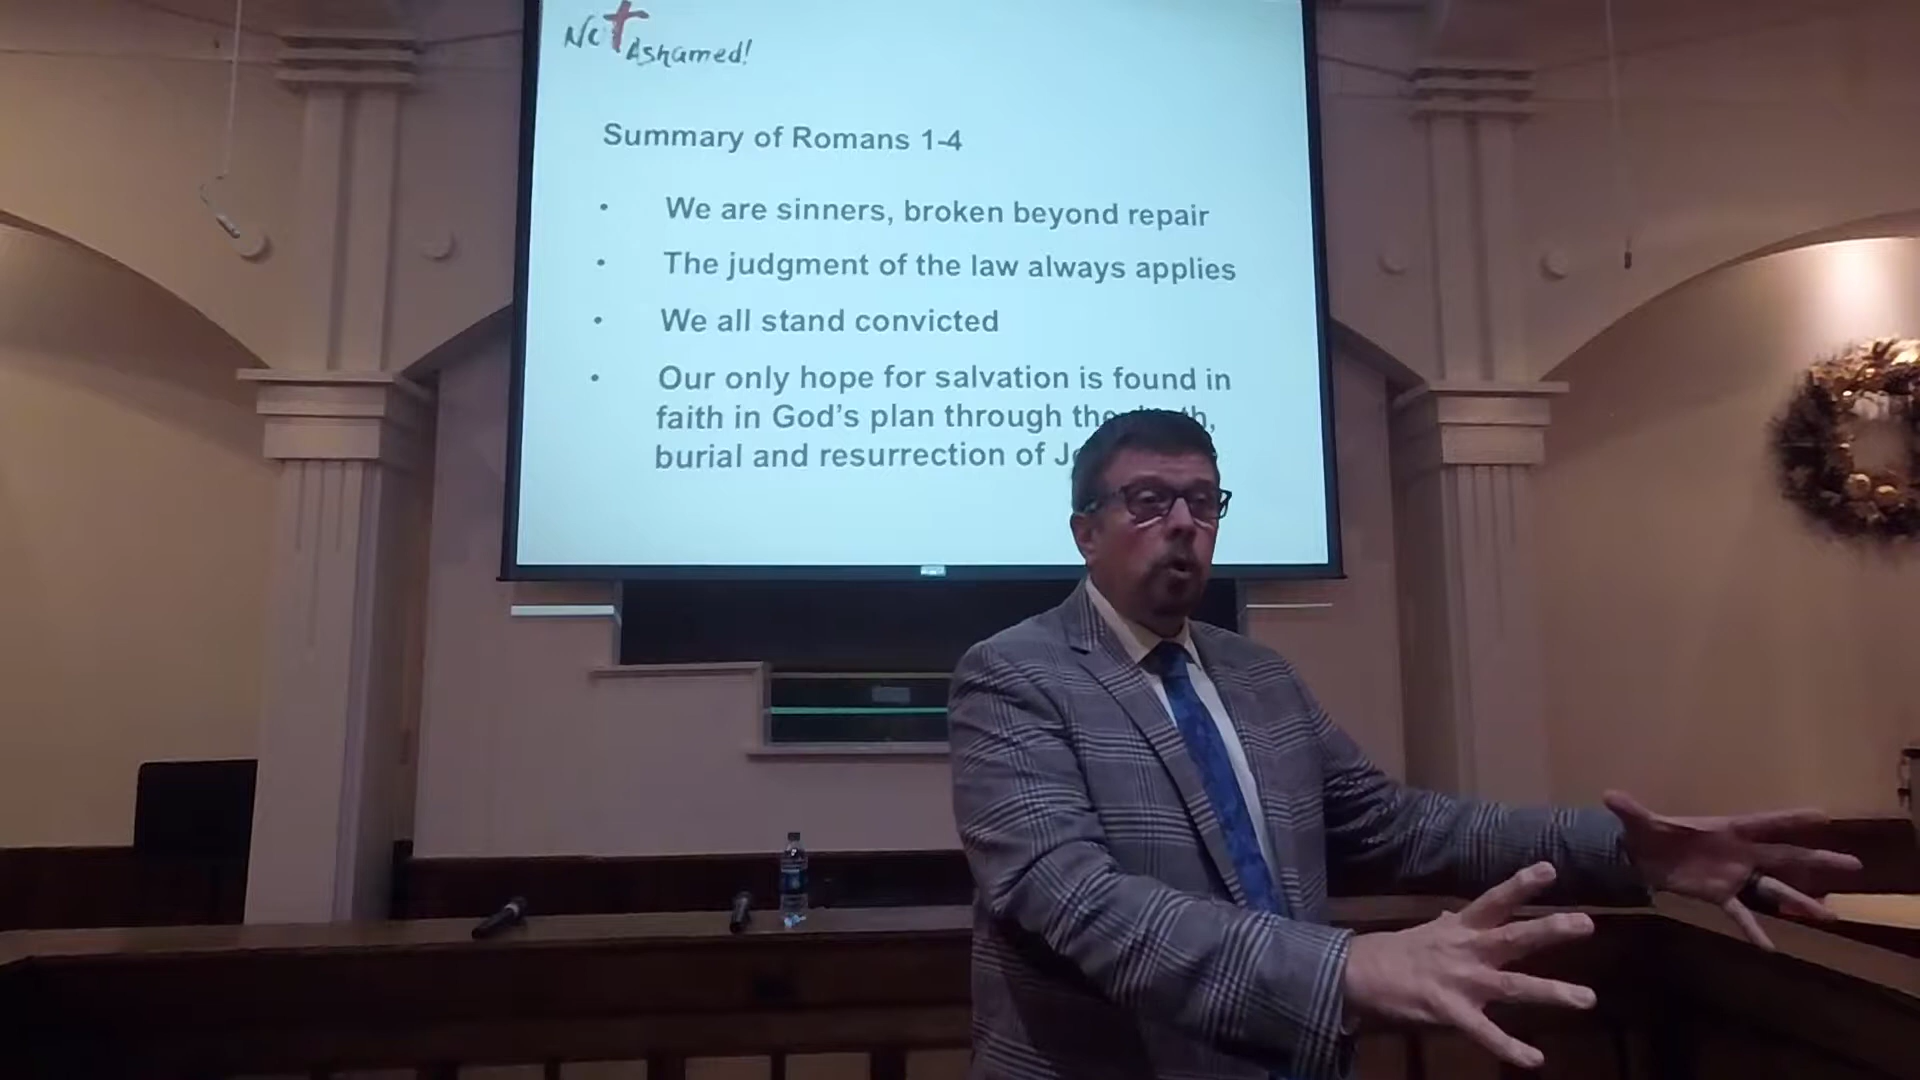 Not Ashamed!
Summary of Romans 1-4
• We are sinners, broken beyond repair
• The judgment of the law always applies
• We all stand convicted
• Our only hope for salvation is found in
faith in God's plan through the
burial and resurrection of